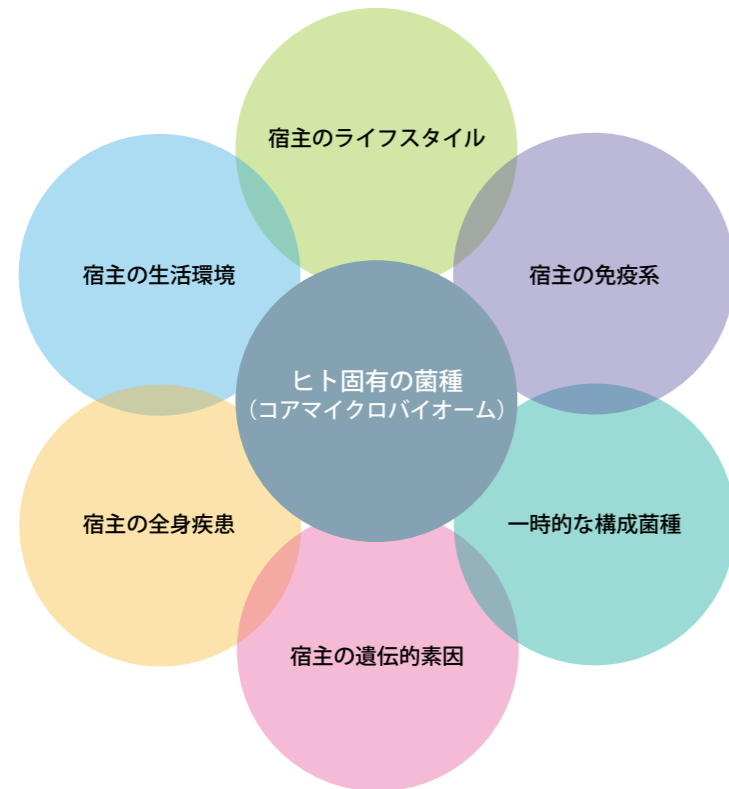 宿主のライフスタイル
宿主の生活環境
宿主の免疫系
ヒト固有の菌種
（コアマイクロバイオーム）
宿主の全身疾患
一時的な構成菌種
宿主の遺伝的素因